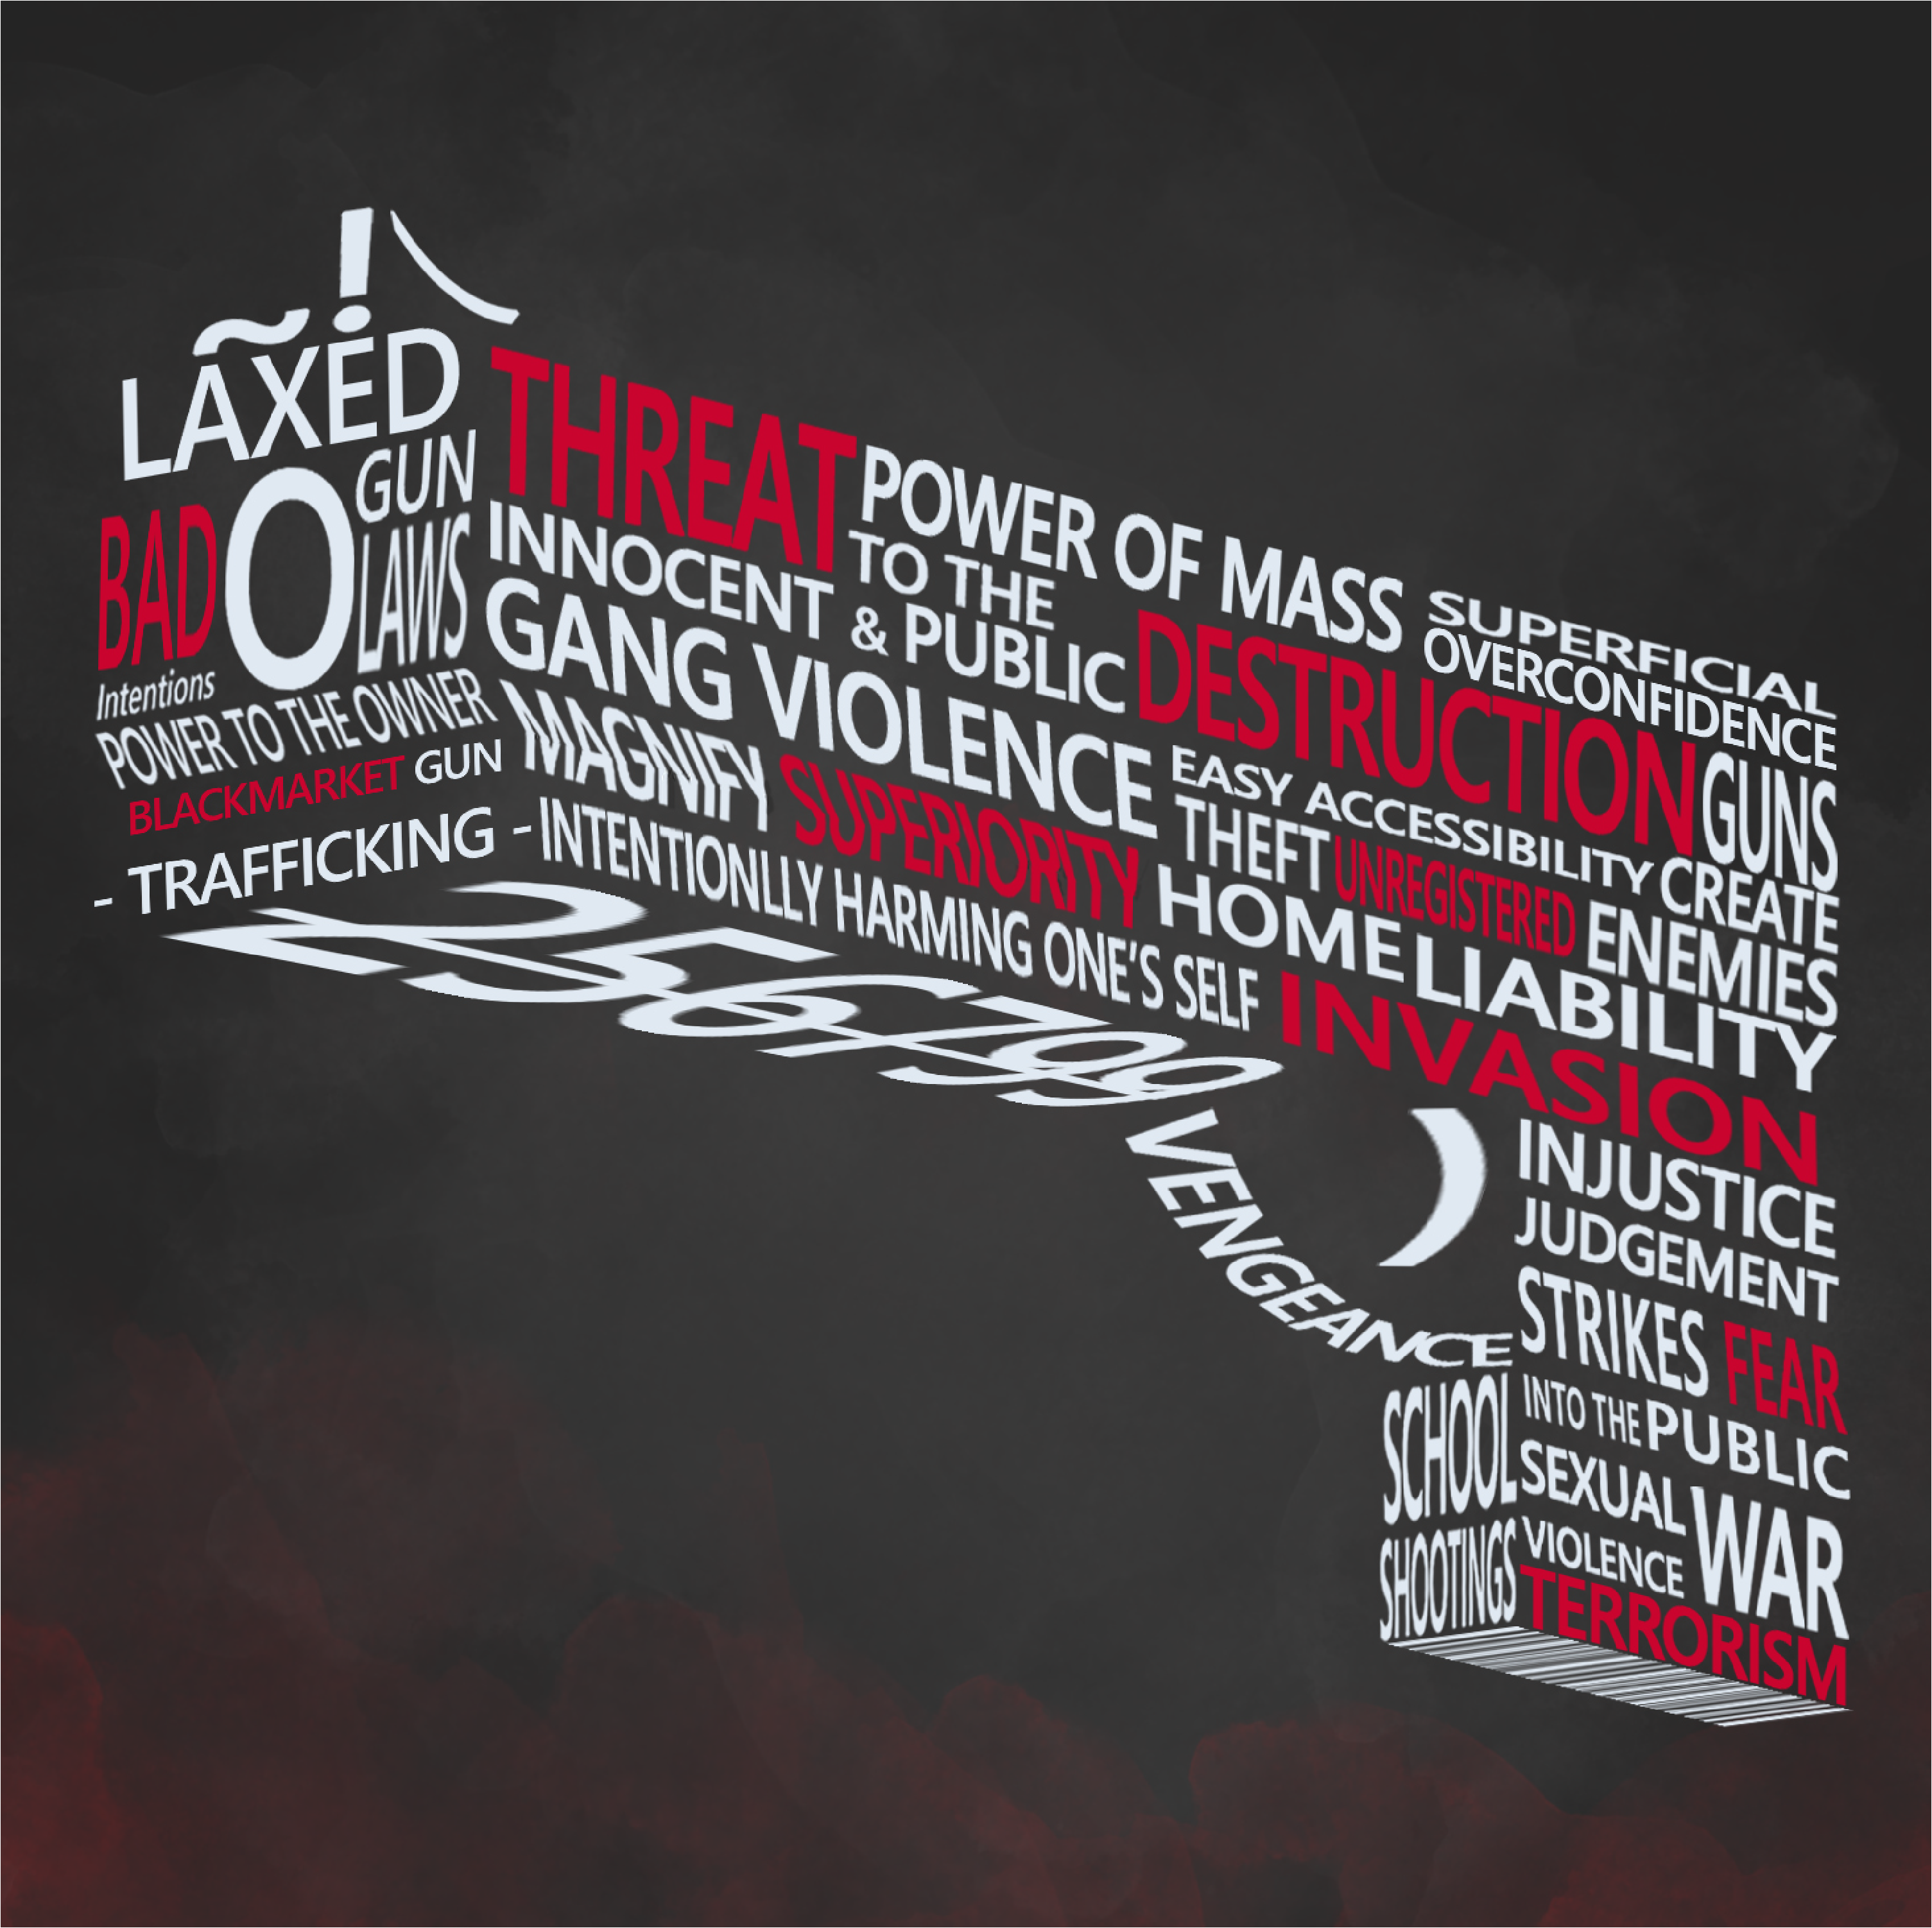 ~ ! (
LAXED
BAD
Intentions
O
GUN
LAWS
POWER TO THE OWNER
BLACKMARKET GUN
- TRAFFICKING -
THREAT
TO THE
INNOCENT & PUBLIC
POWER OF MASS
DESTRUCTION
SUPERFICIAL
OVERCONFIDENCE
GANG VIOLENCE
MAGNIFY SUPERIORITY
INTENTIONLLY HARMING ONE'S SELF
EASY ACCESSIBILITY
THEFT UNREGISTERED
GUNS
CREATE
ENEMIES
HOME
INVASION
LIABILITY
)
VENGEANCE
INJUSTICE
JUDGEMENT
STRIKES FEAR
INTO THE PUBLIC
SCHOOL
SHOOTINGS
SEXUAL
VIOLENCE
WAR
TERRORISM